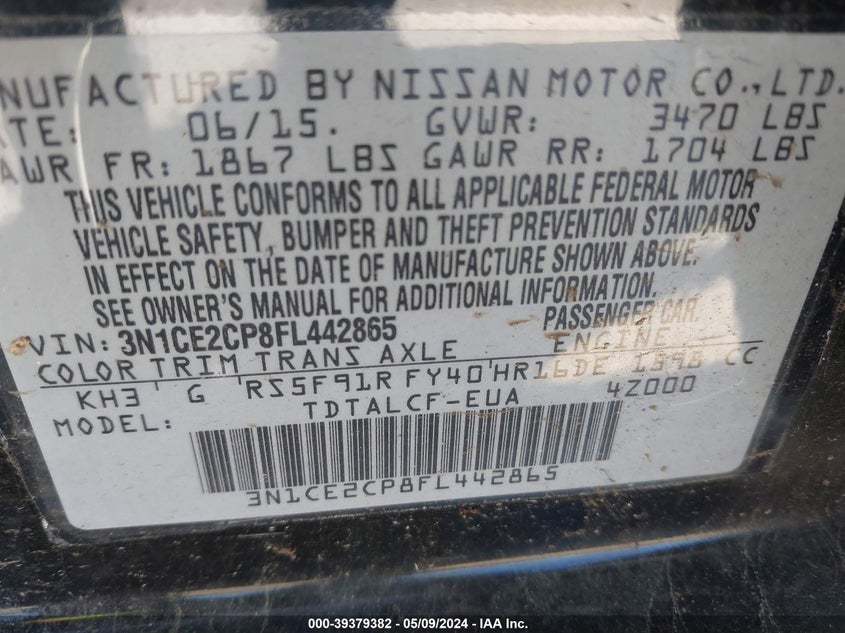 NUFACTURED BY NISSAN MOTOR CO.,LTD.
TE: 06/15. GVWR: 3470 LBS
AWR FR: 1867 LBS GAWR RR: 1704 LBS
THIS VEHICLE CONFORMS TO ALL APPLICABLE FEDERAL MOTOR
VEHICLE SAFETY, BUMPER AND THEFT PREVENTION STANDARDS
IN EFFECT ON THE DATE OF MANUFACTURE SHOWN ABOVE.
SEE OWNER'S MANUAL FOR ADDITIONAL INFORMATION.
VIN: 3N1CE2CP8FL442865 PASSENGER CAR
COLOR TRIM TRANS AXLE ENGINE
KH3 G RS5F91R FY40 HR16DE 1598 CC
MODEL: TDTALCF-EUA 4Z000
3N1CE2CP8FL442865
000-39379382 - 05/09/2024 - IAA Inc.